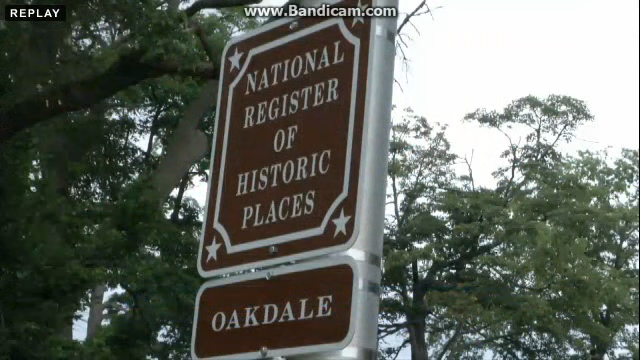 REPLAY
www.Bandicam.com
NATIONAL
REGISTER
OF
HISTORIC
PLACES
OAKDALE